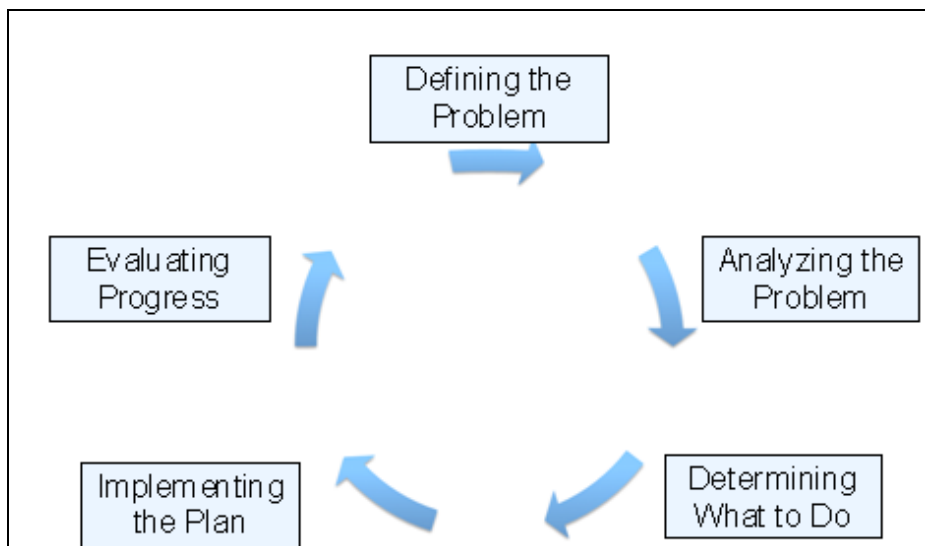 Defining the
Problem
Analyzing the
Problem
Determining
What to Do
Implementing
the Plan
Evaluating
Progress